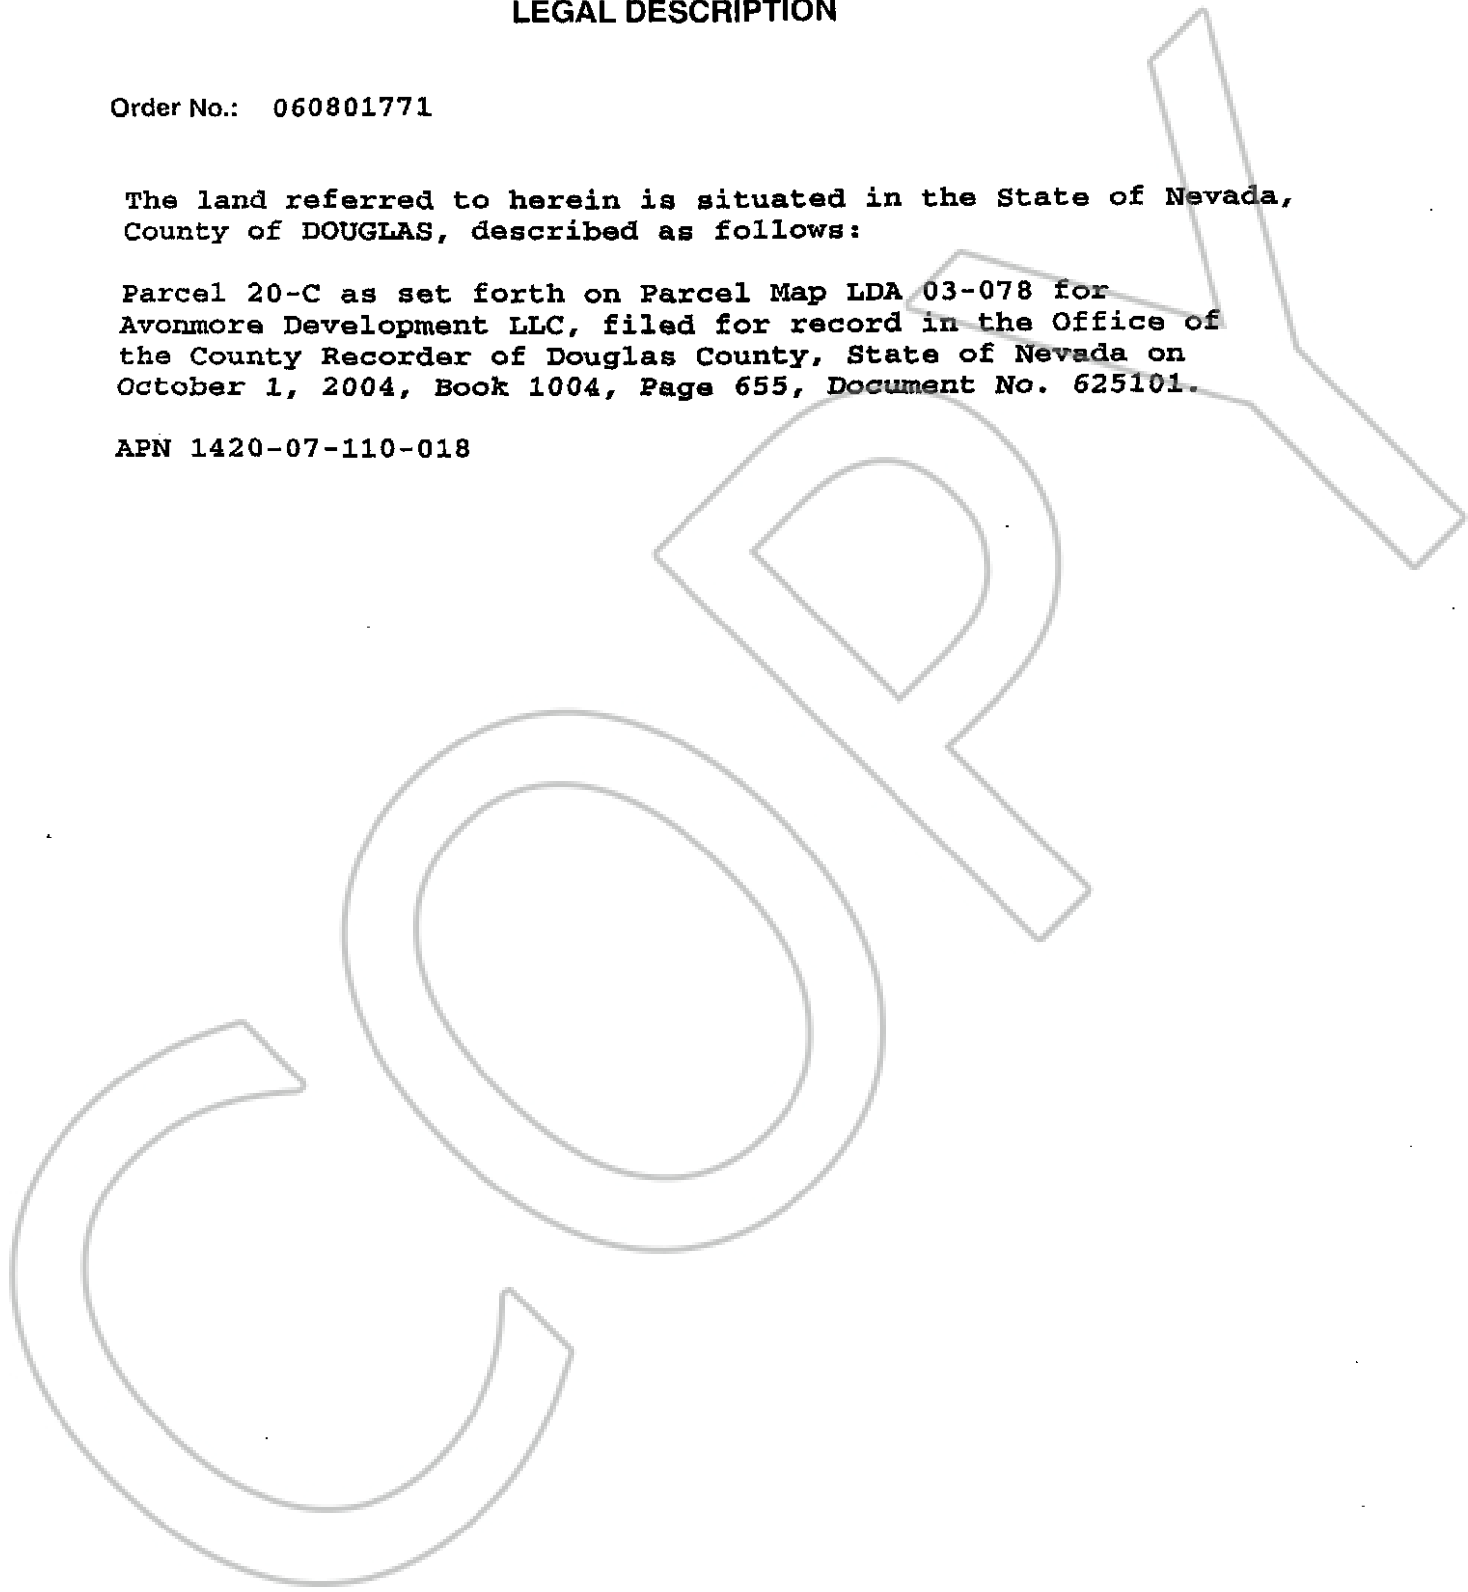 LEGAL DESCRIPTION
Order No.: 060801771
The land referred to herein is situated in the State of Nevada,
County of DOUGLAS, described as follows:
Parcel 20-C as set forth on Parcel Map LDA 03-078 for
Avonmore Development LLC, filed for record in the Office of
the County Recorder of Douglas County, State of Nevada on
October 1, 2004, Book 1004, Page 655, Document No. 625101.
APN 1420-07-110-018
COPY